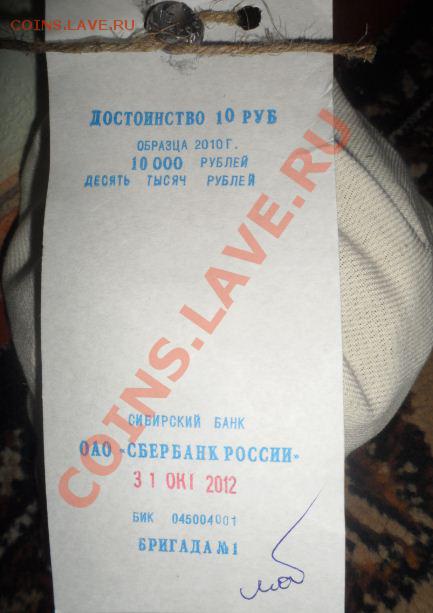 COINS.LAVE.RU
ДОСТОИНСТВО 10 РУБ
ОБРАЗЦА 2010 Г.
10 000 РУБЛЕЙ
ДЕСЯТЬ ТЫСЯЧ РУБЛЕЙ
COINS.LAVE.RU
СИБИРСКИЙ БАНК
ОАО «СБЕРБАНК РОССИИ»
31 ОКТ 2012
БИК 045004001
БРИГАДА №1